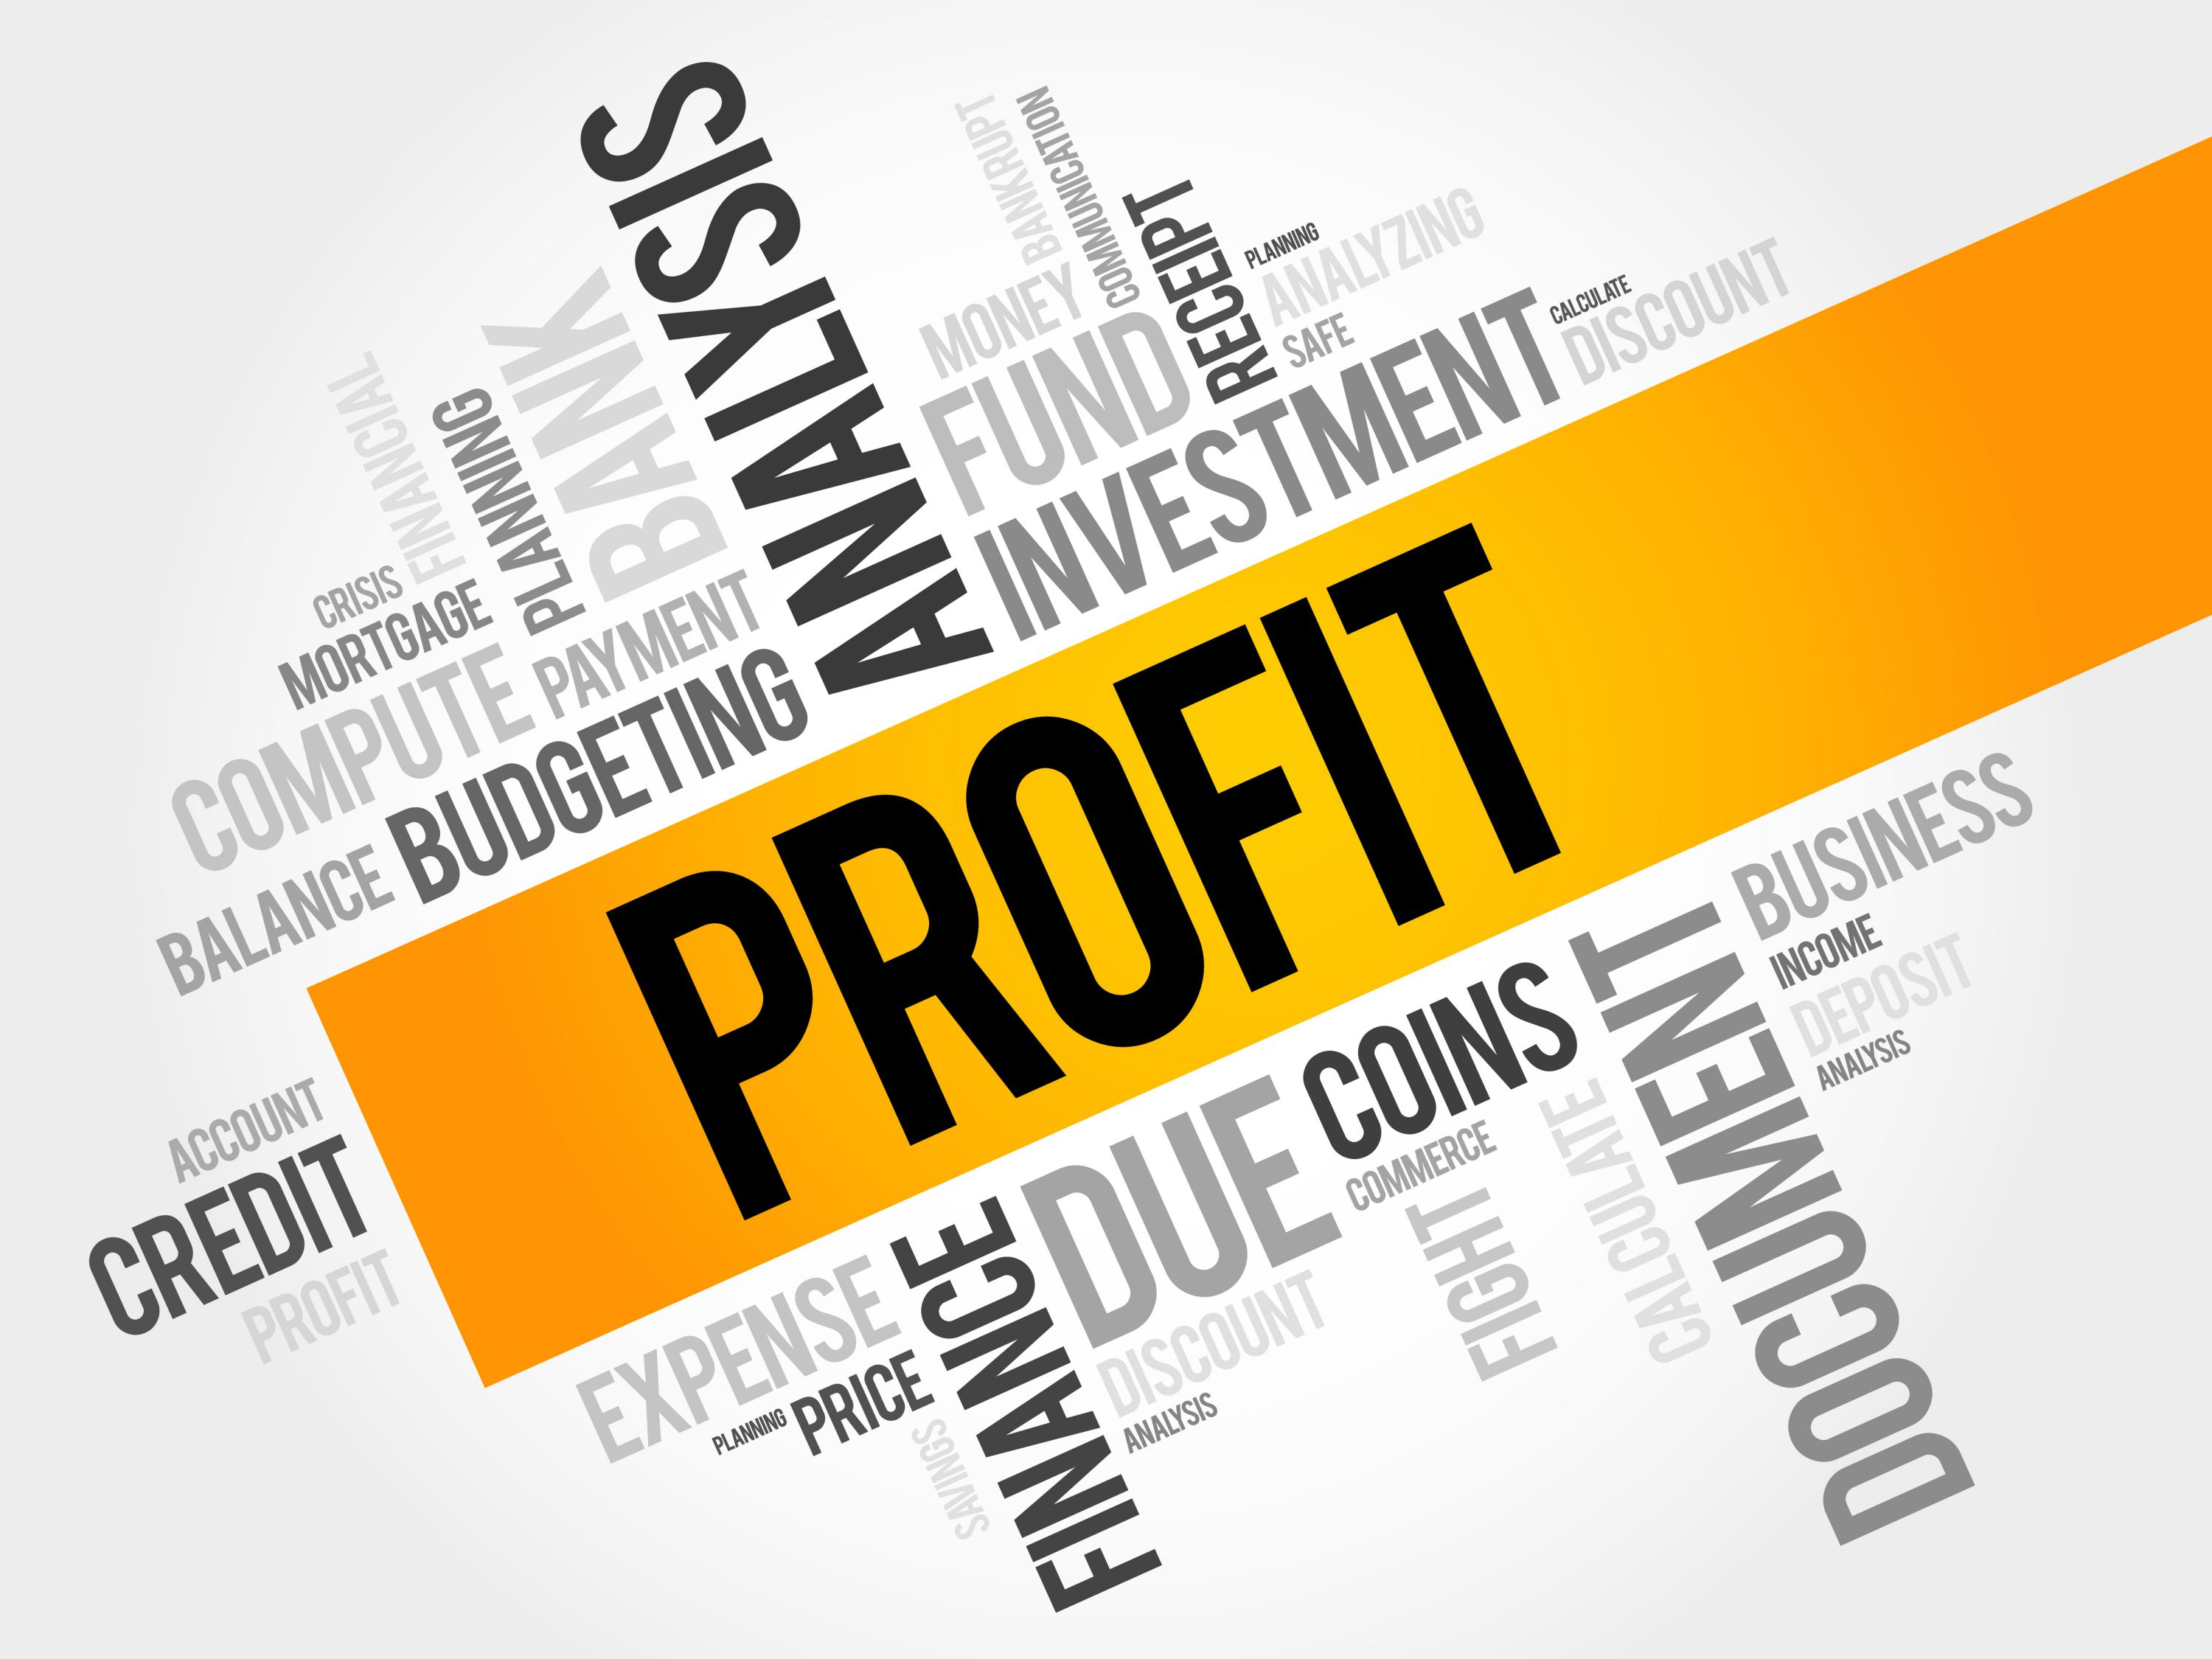 BANKRUPT
COMMUNICATION
ANALYSIS
MONEY
RECEIPT
PLANNING
ANALYZING
FUND
SAFE
CALCULATE
DISCOUNT
INVESTMENT
FINANCIAL
PLANNING
BANK
CRISIS
MORTGAGE
COMPUTE
PAYMENT
BALANCE
BUDGETING
PROFIT
ACCOUNT
CREDIT
PROFIT
BUSINESS
INCOME
DEPOSIT
ANALYSIS
DOCUMENT
COINS
DUE
COMMERCE
CALCULATE
EIGHT
EXPENSE
FINANCE
DISCOUNT
ANALYSIS
PLANNING
PRICE
SAVINGS